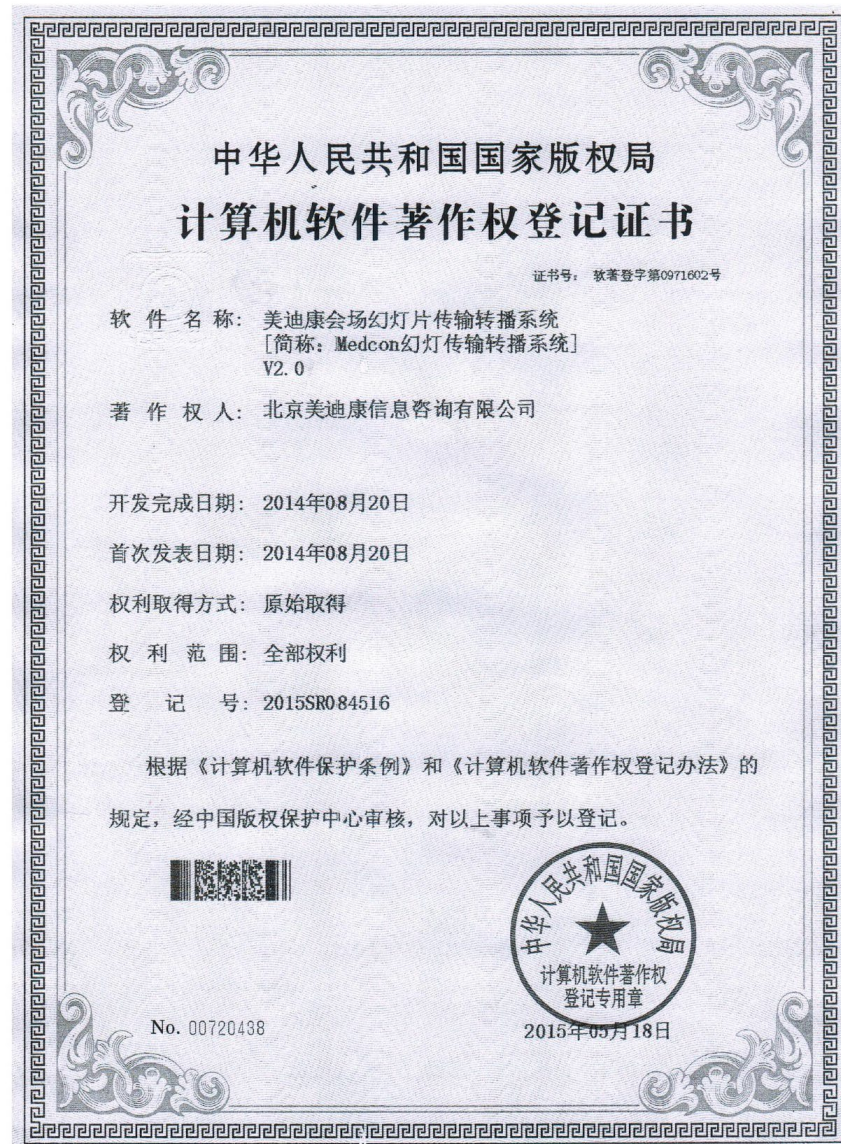 中华人民共和国国家版权局
计算机软件著作权登记证书
证书号: 软著登字第0971602号
软件名称: 美迪康会场幻灯片传输转播系统
[简称: Medcon幻灯传输转播系统]
V2.0
著作权人: 北京美迪康信息咨询有限公司
开发完成日期: 2014年08月20日
首次发表日期: 2014年08月20日
权利取得方式: 原始取得
权利范围: 全部权利
登记号: 2015SR084516
根据《计算机软件保护条例》和《计算机软件著作权登记办法》的
规定, 经中国版权保护中心审核, 对以上事项予以登记。
中华人民共和国国家版权局
计算机软件著作权
登记专用章
No. 00720438
2015年05月18日